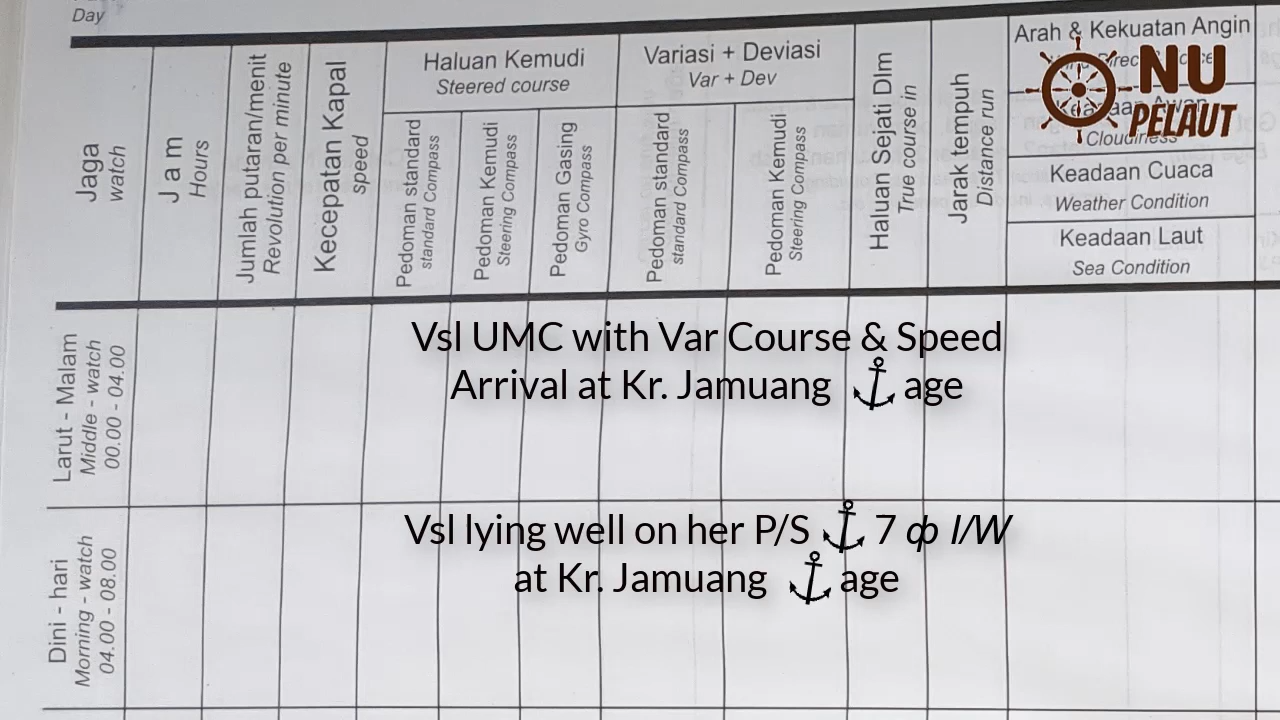 Day
Jaga
watch
Jam
Hours
Jumlah putaran/menit
Revolution per minute
Kecepatan Kapal
speed
Haluan Kemudi
Steered course
Pedoman standard
standard Compass
Pedoman Kemudi
Steering Compass
Pedoman Gasing
Gyro Compass
Variasi + Deviasi
Var + Dev
Pedoman standard
standard Compass
Pedoman Kemudi
Steering Compass
Haluan Sejati Dlm
True course in
Jarak tempuh
Distance run
Arah & Kekuatan Angin
NU
PELAUT
Cloudiness
Keadaan Cuaca
Weather Condition
Keadaan Laut
Sea Condition
Larut - Malam
Middle - watch
00.00 - 04.00
Vsl UMC with Var Course & Speed
Arrival at Kr. Jamuang ⚓ age
Dini - hari
Morning - watch
04.00 - 08.00
Vsl lying well on her P/S ⚓ 7 ф I/W
at Kr. Jamuang ⚓ age